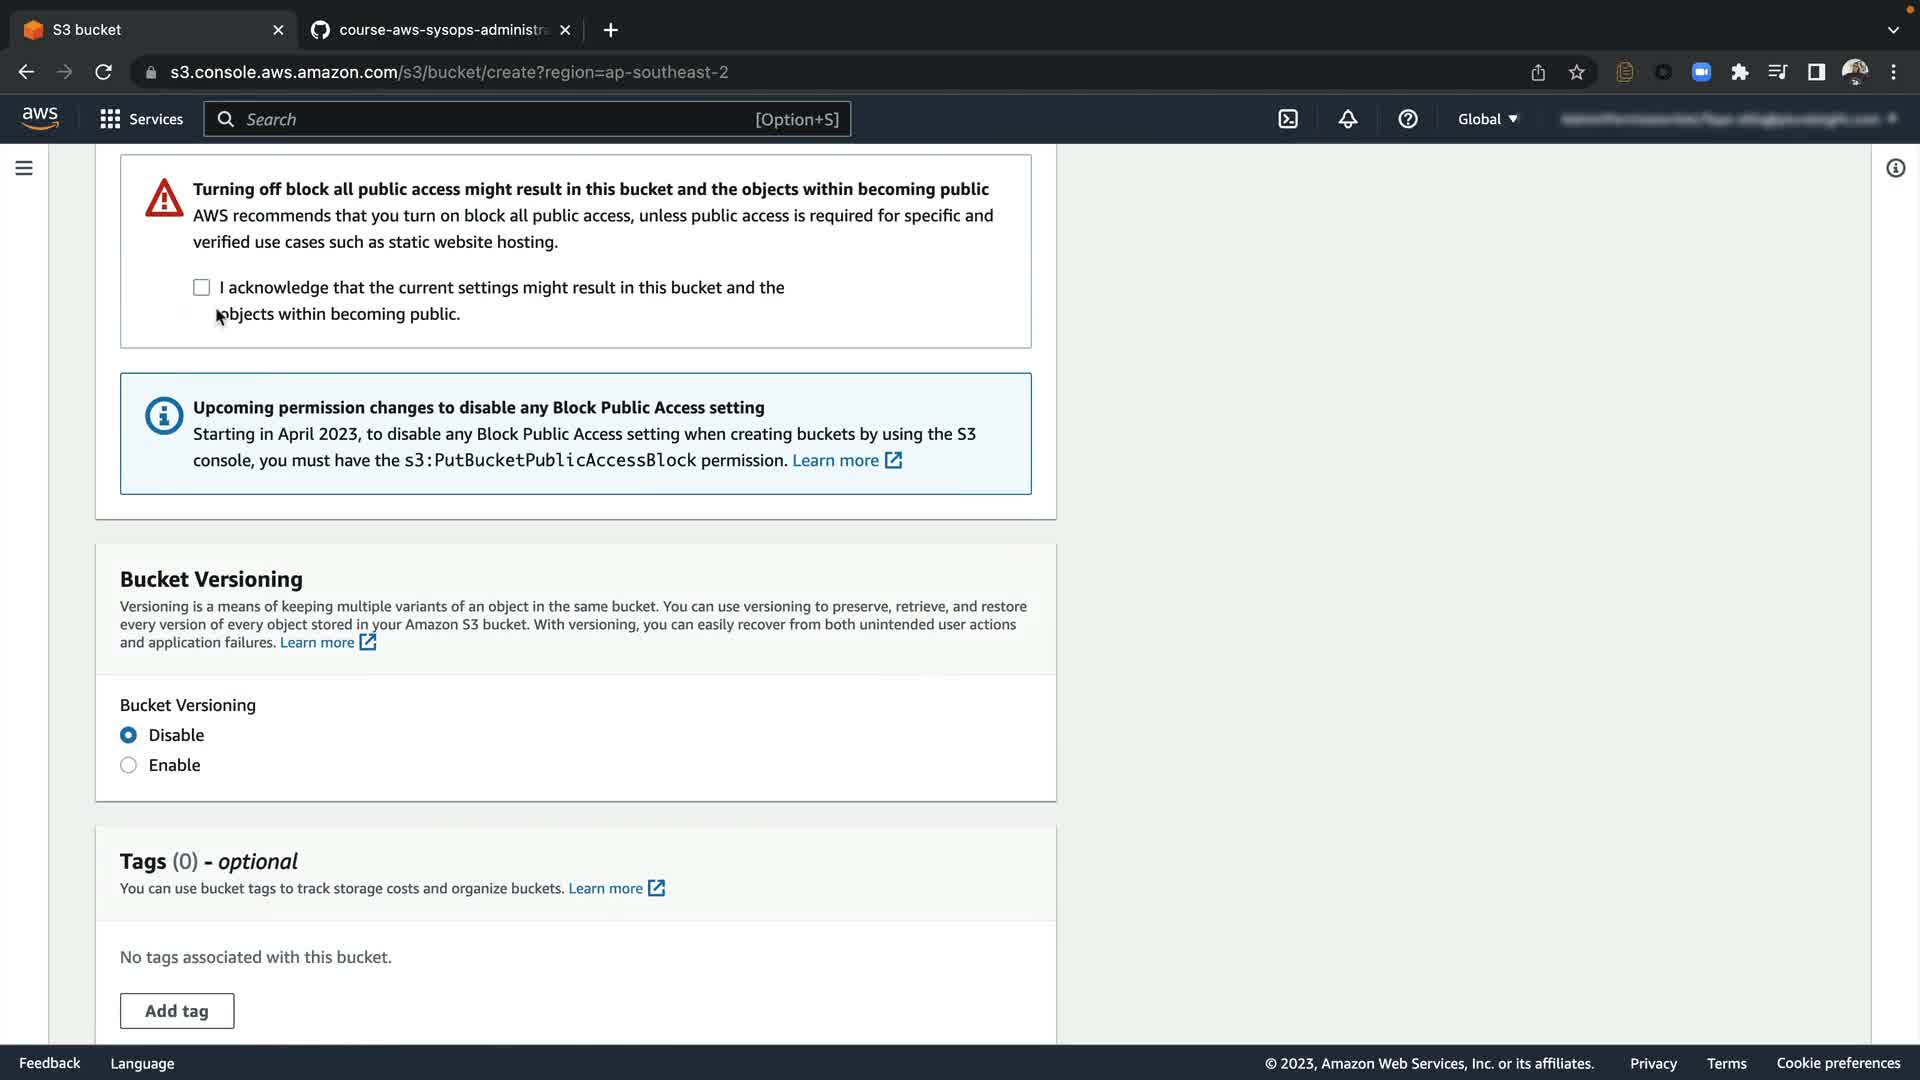 S3 bucket
course-aws-sysops-administra
s3.console.aws.amazon.com/s3/bucket/create?region=ap-southeast-2
aws
Services
Search
[Option+S]
Global
Turning off block all public access might result in this bucket and the objects within becoming public
AWS recommends that you turn on block all public access, unless public access is required for specific and
verified use cases such as static website hosting.
I acknowledge that the current settings might result in this bucket and the
objects within becoming public.
Upcoming permission changes to disable any Block Public Access setting
Starting in April 2023, to disable any Block Public Access setting when creating buckets by using the S3
console, you must have the s3:PutBucketPublicAccessBlock permission. Learn more
Bucket Versioning
Versioning is a means of keeping multiple variants of an object in the same bucket. You can use versioning to preserve, retrieve, and restore
every version of every object stored in your Amazon S3 bucket. With versioning, you can easily recover from both unintended user actions
and application failures. Learn more
Bucket Versioning
Disable
Enable
Tags (0) - optional
You can use bucket tags to track storage costs and organize buckets. Learn more
No tags associated with this bucket.
Add tag
Feedback
Language
© 2023, Amazon Web Services, Inc. or its affiliates.
Privacy
Terms
Cookie preferences